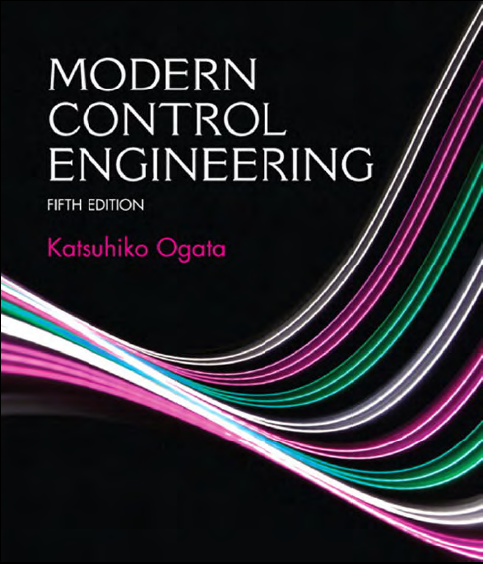 MODERN
CONTROL
ENGINEERING
FIFTH EDITION
Katsuhiko Ogata